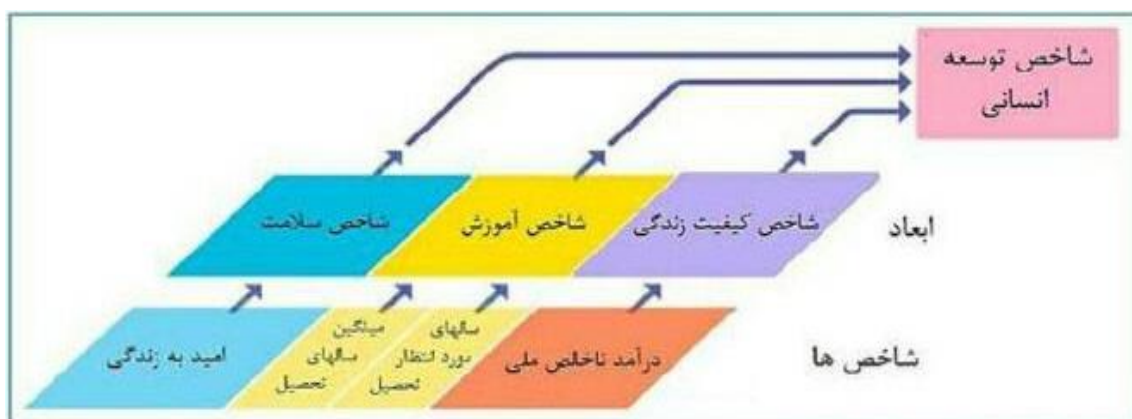 شاخص توسعه
انسانی
ابعاد
شاخص کیفیت زندگی
شاخص آموزش
شاخص سلامت
شاخص ها
درآمد ناخالص ملی
سالهای
مورد انتظار
تحصیل
مینگین
سالهای
تحصیل
امید به زندگی